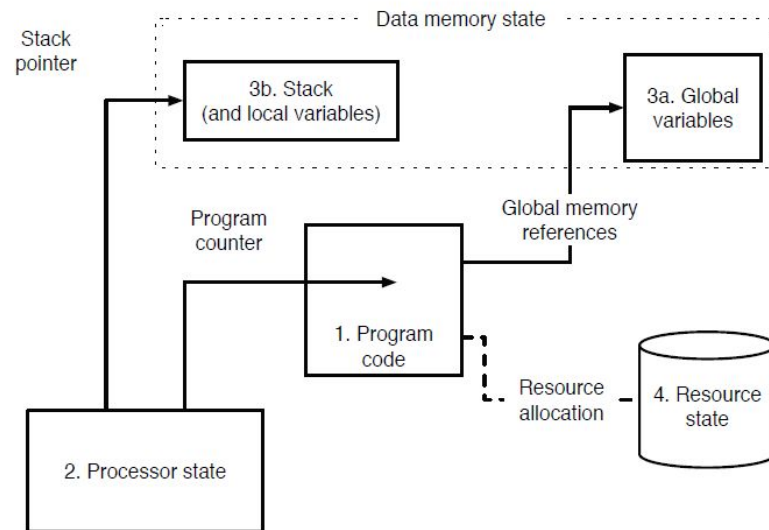 Data memory state
Stack
pointer
3b. Stack
(and local variables)
3a. Global
variables
Program
counter
Global memory
references
1. Program
code
Resource
allocation
4. Resource
state
2. Processor state